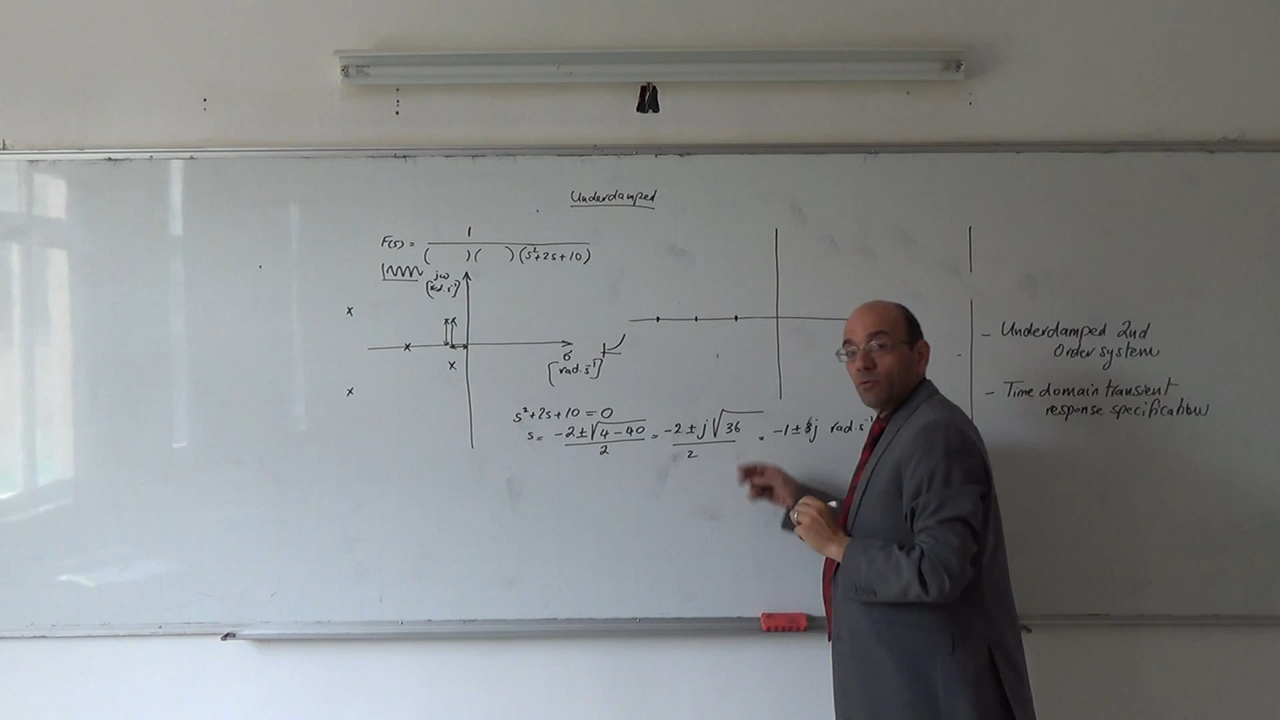 Underdamped
F(s) = 1
( )( )(s²+2s+10)
jω
[rad.s⁻¹]
σ
[rad.s⁻¹]
s²+2s+10=0
s= -2±√4-40 = -2±j√36 = -1±3j rad.s⁻¹
2 2
- Underdamped 2nd
Order system
- Time domain transient
response specification